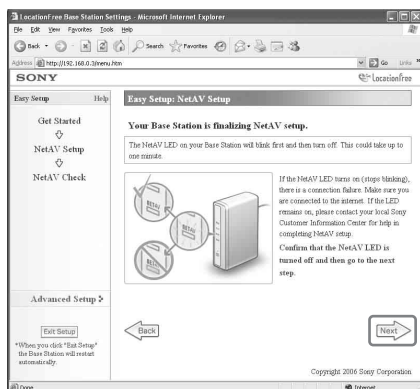 LocationFree Base Station Settings - Microsoft Internet Explorer
File Edit View Favorites Tools Help
Back Search Favorites
Address http://192.168.0.3/menu.htm Go Links
SONY LocationFree
Easy Setup Help
Easy Setup: NetAV Setup
Get Started
NetAV Setup
NetAV Check
Your Base Station is finalizing NetAV setup.
The NetAV LED on your Base Station will blink first and then turn off. This could take up to
one minute.
If the NetAV LED turns on (stops blinking),
there is a connection failure. Make sure you
are connected to the internet. If the LED
remains on, please contact your local Sony
Customer Information Center for help in
completing NetAV setup.
Confirm that the NetAV LED is
turned off and then go to the next
step.
NETAV
NETAV
NETAV
Advanced Setup
Exit Setup
*When you click "Exit Setup"
the Base Station will restart
automatically.
Back
Next
Copyright 2006 Sony Corporation
Done Internet